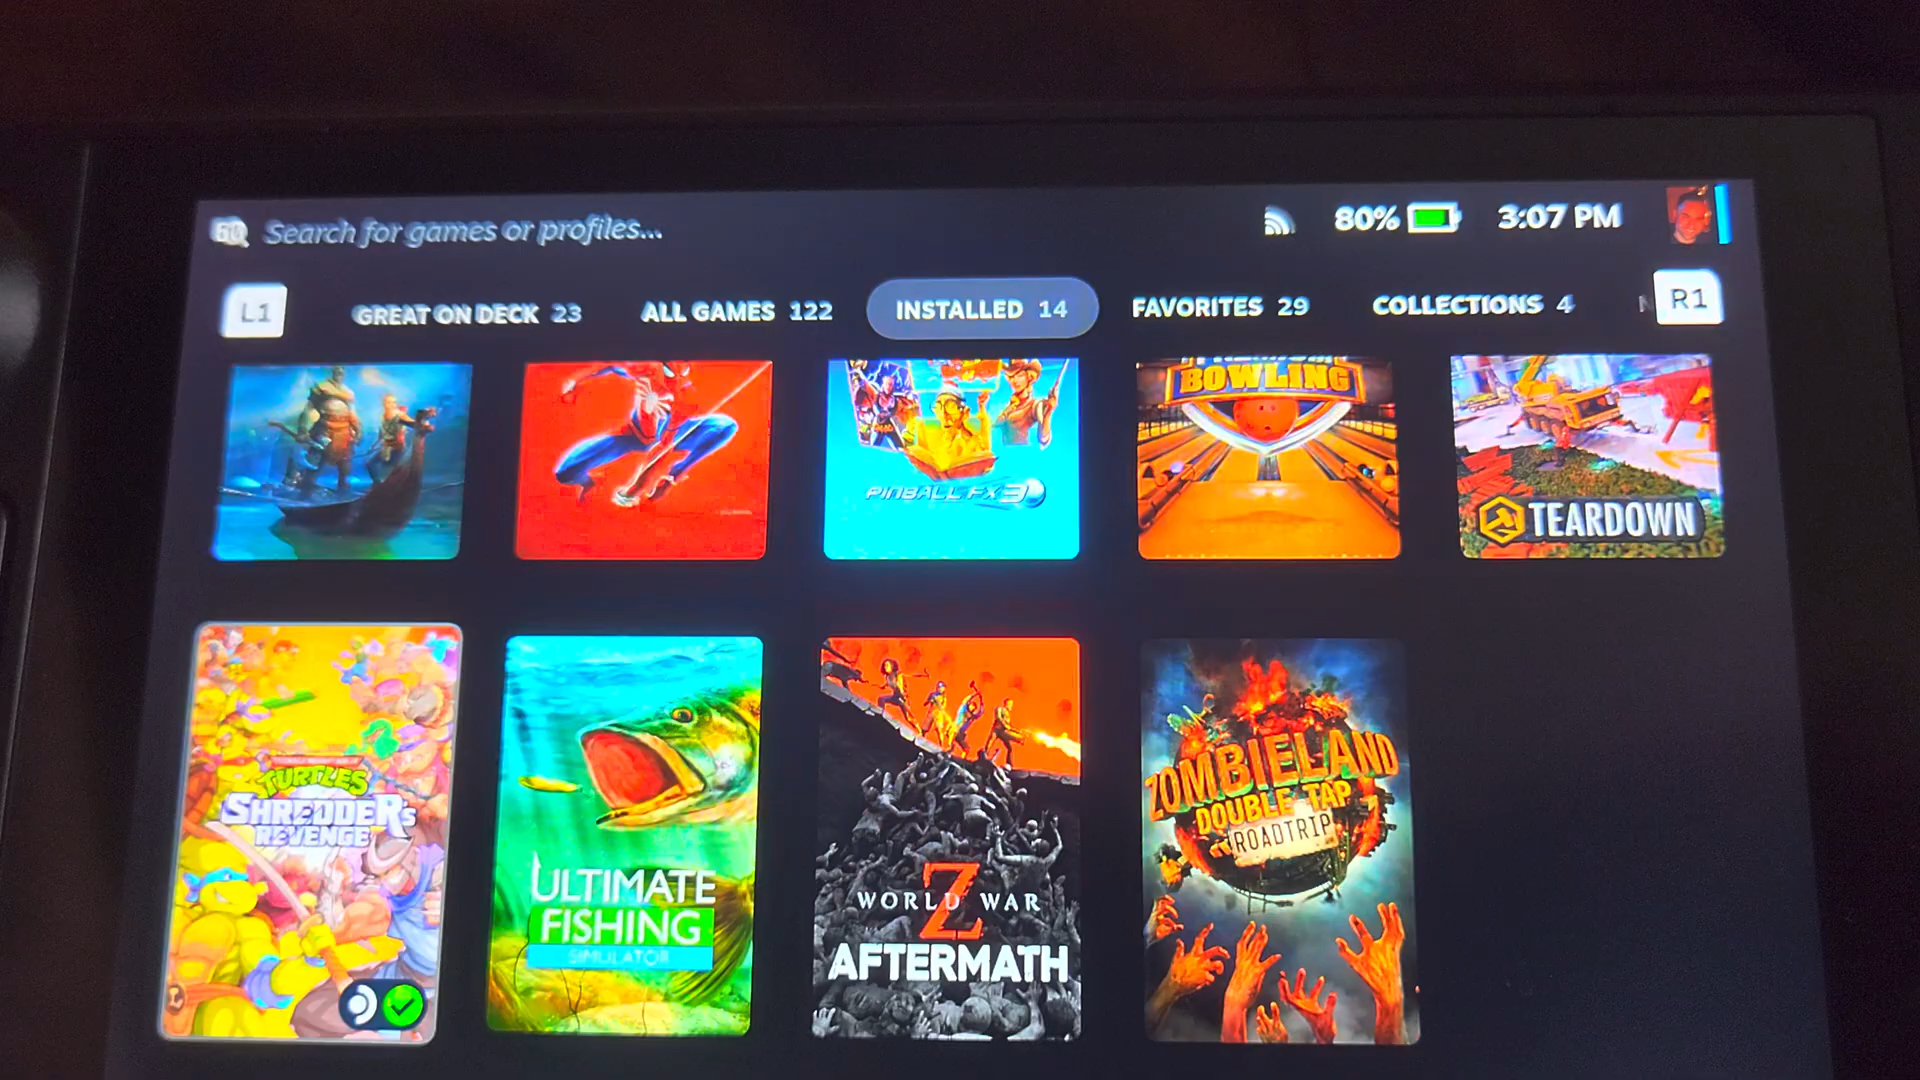 Search for games or profiles...
80%
3:07 PM
L1
GREAT ON DECK 23
ALL GAMES 122
INSTALLED 14
FAVORITES 29
COLLECTIONS 4
R1
PINBALL FX3
BOWLING
TEARDOWN
TURTLES
SHREDDER'S
REVENGE
ULTIMATE
FISHING
SIMULATOR
WORLD WAR
Z
AFTERMATH
ZOMBIELAND
DOUBLE TAP
ROADTRIP